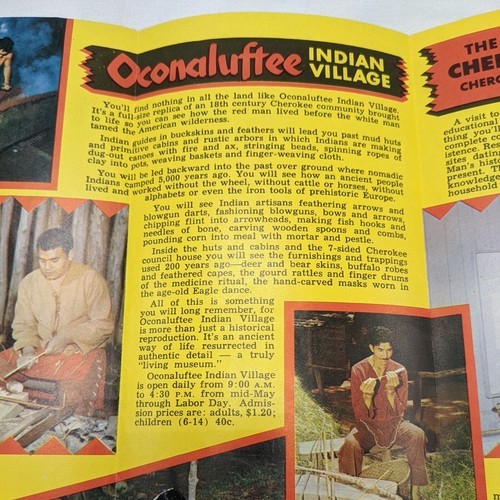 Oconaluftee INDIAN
VILLAGE
You'll find nothing in all the land like Oconaluftee Indian Village.
It's a full-size replica of an 18th century Cherokee community brought
to life so you can see how the red man lived before the white man
tamed the American wilderness.
Indian guides in buckskins and feathers will lead you past mud huts
and primitive cabins and rustic arbors in which Indians are making
dug-out canoes with fire and ax, stringing beads, spinning ropes of
clay into pots, weaving baskets and finger-weaving cloth.
You will be led backward into the past over ground where nomadic
Indians camped 5,000 years ago. You will see how an ancient people
lived and worked without the wheel, without cattle or horses, without
alphabets or even the iron tools of prehistoric Europe.
You will see Indian artisans feathering arrows and
blowgun darts, fashioning blowguns, bows and arrows,
chipping flint into arrowheads, making fish hooks and
needles of bone, carving wooden spoons and combs,
pounding corn into meal with mortar and pestle.
Inside the huts and cabins and the 7-sided Cherokee
council house you will see the furnishings and trappings
used 200 years ago—deer and bear skins, buffalo robes
and feathered capes, the gourd rattles and finger drums
of the medicine ritual, the hand-carved masks worn in
the age-old Eagle dance.
All of this is something
you will long remember, for
Oconaluftee Indian Village
is more than just a historical
reproduction. It's an ancient
way of life resurrected in
authentic detail — a truly
"living museum."
Oconaluftee Indian Village
is open daily from 9:00 A.M.
to 4:30 P.M. from mid-May
through Labor Day. Admis-
sion prices are: adults, $1.20;
children (6-14) 40c.
THE
CHE
CHERO
A visit to
educational
complete co
istence. Res
sites datin
Man's histo
present. Th
knowledge
household